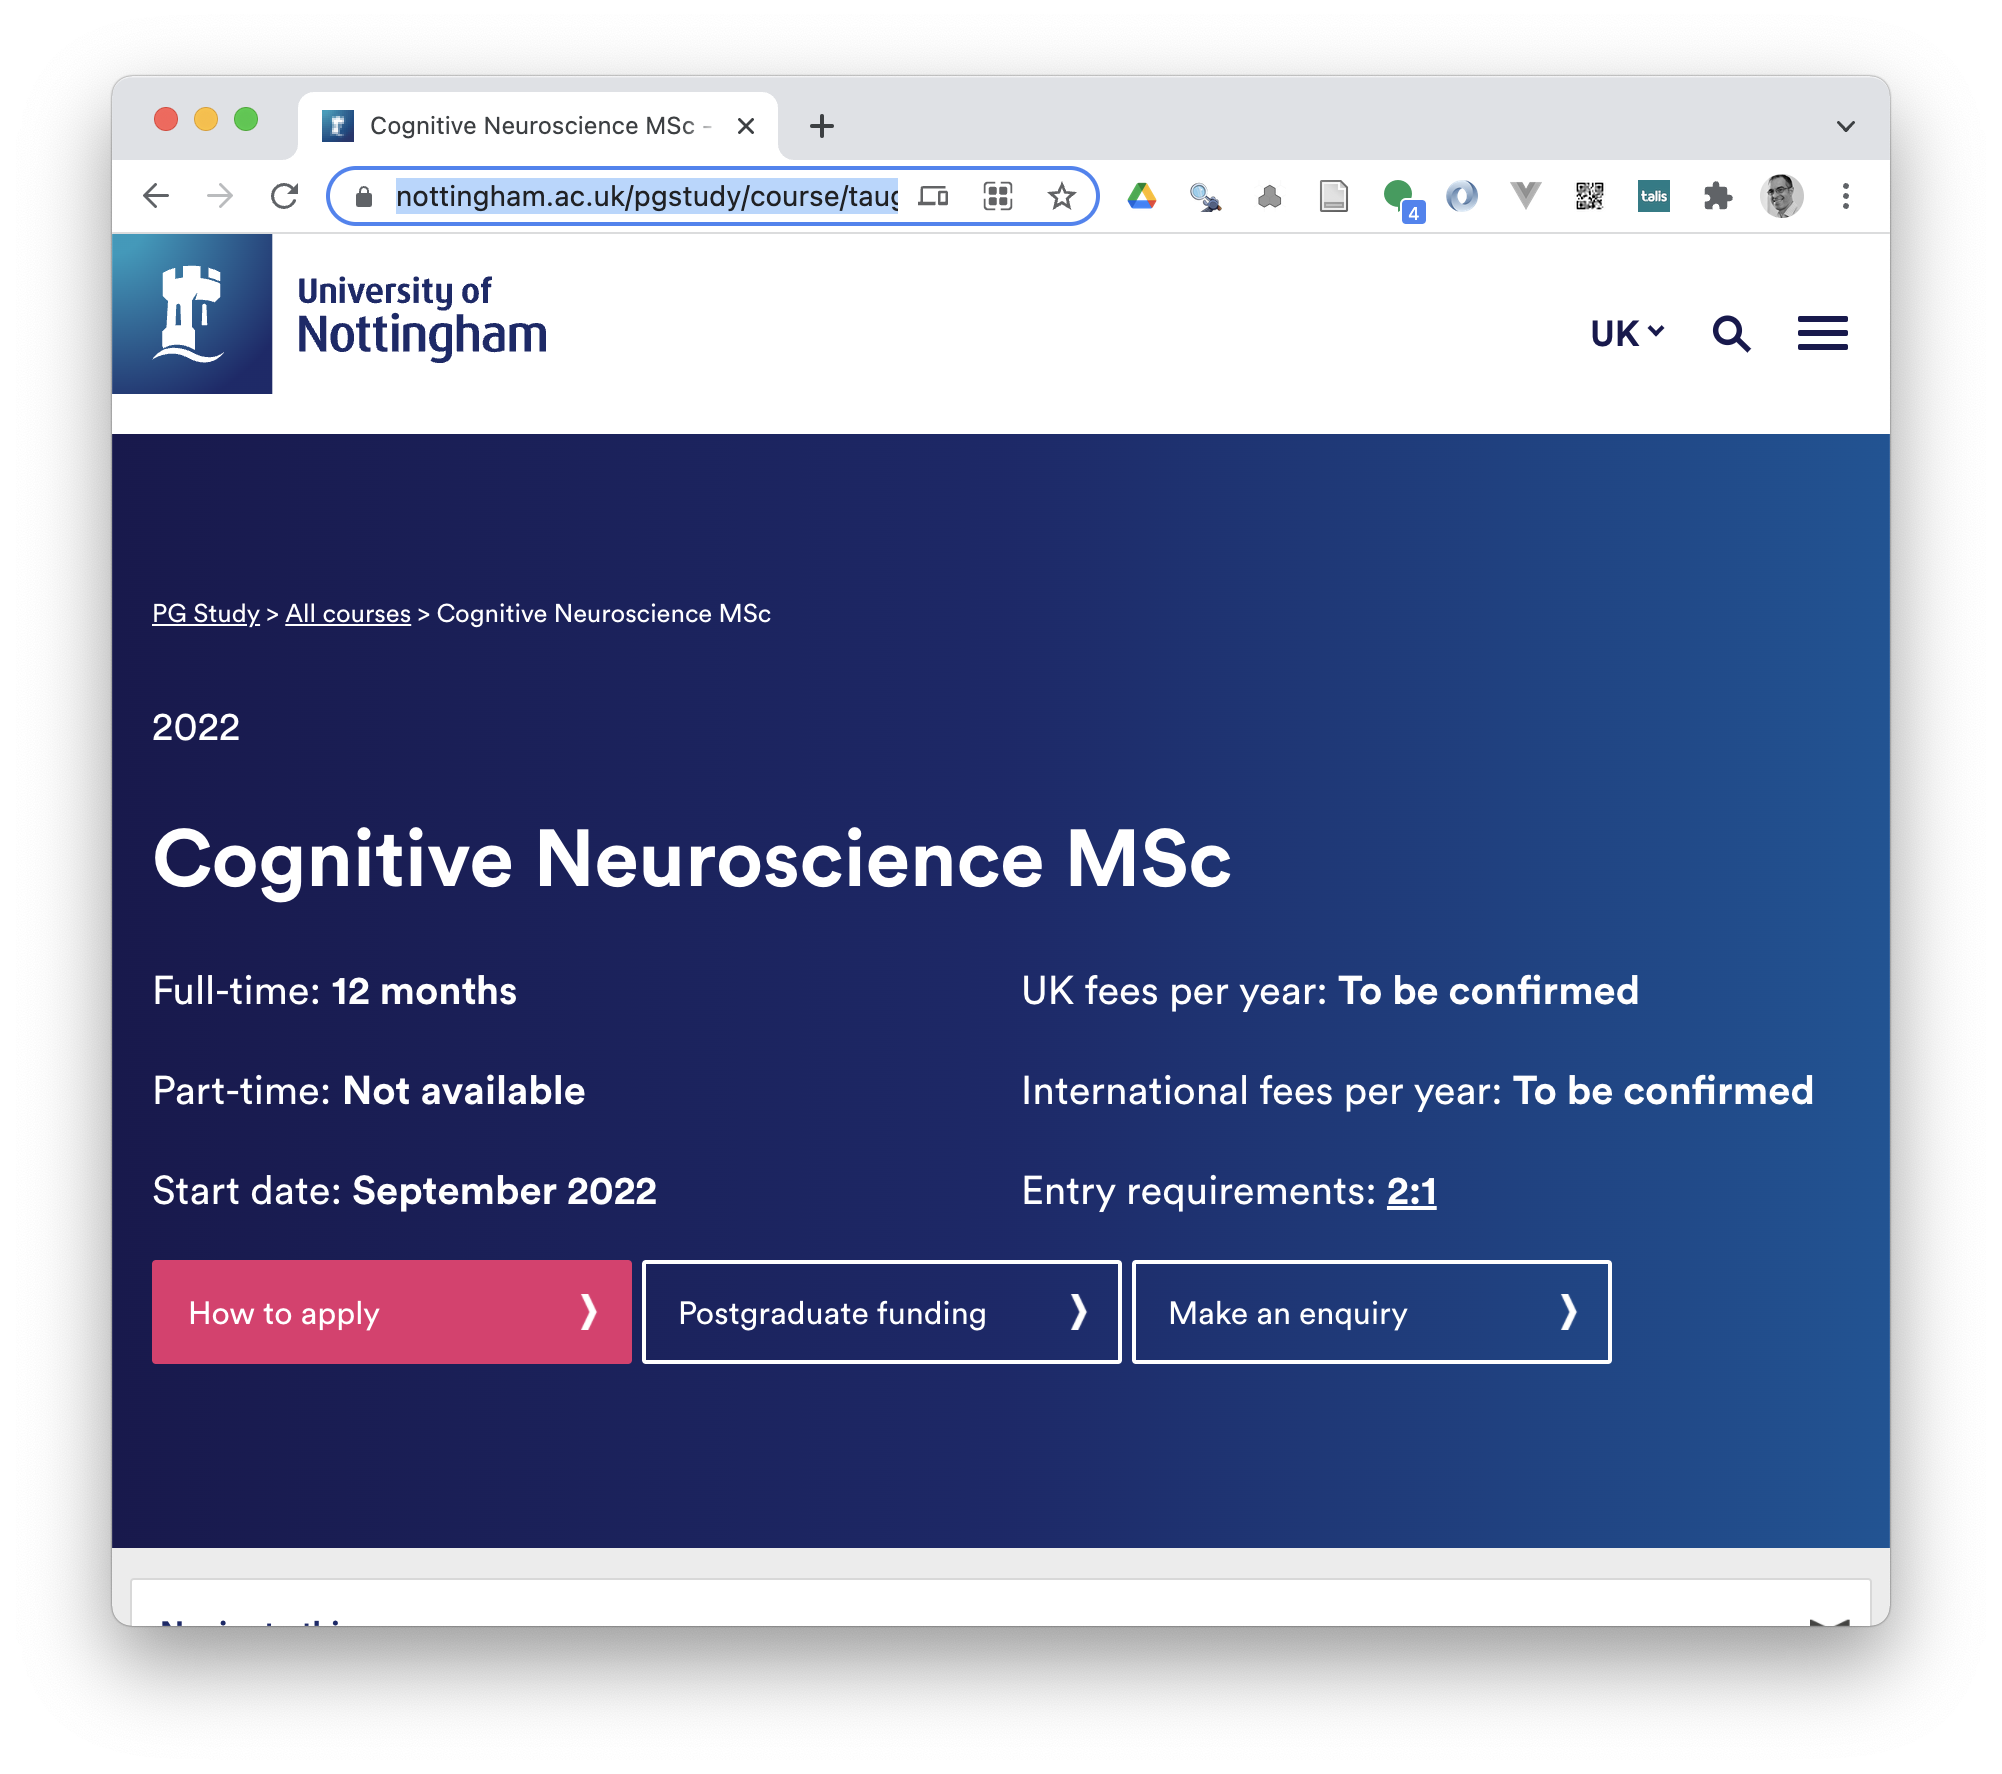 Cognitive Neuroscience MSc -
nottingham.ac.uk/pgstudy/course/taug
4
talis
University of
Nottingham
UK
PG Study > All courses > Cognitive Neuroscience MSc
2022
Cognitive Neuroscience MSc
Full-time: 12 months
UK fees per year: To be confirmed
Part-time: Not available
International fees per year: To be confirmed
Start date: September 2022
Entry requirements: 2:1
How to apply
Postgraduate funding
Make an enquiry